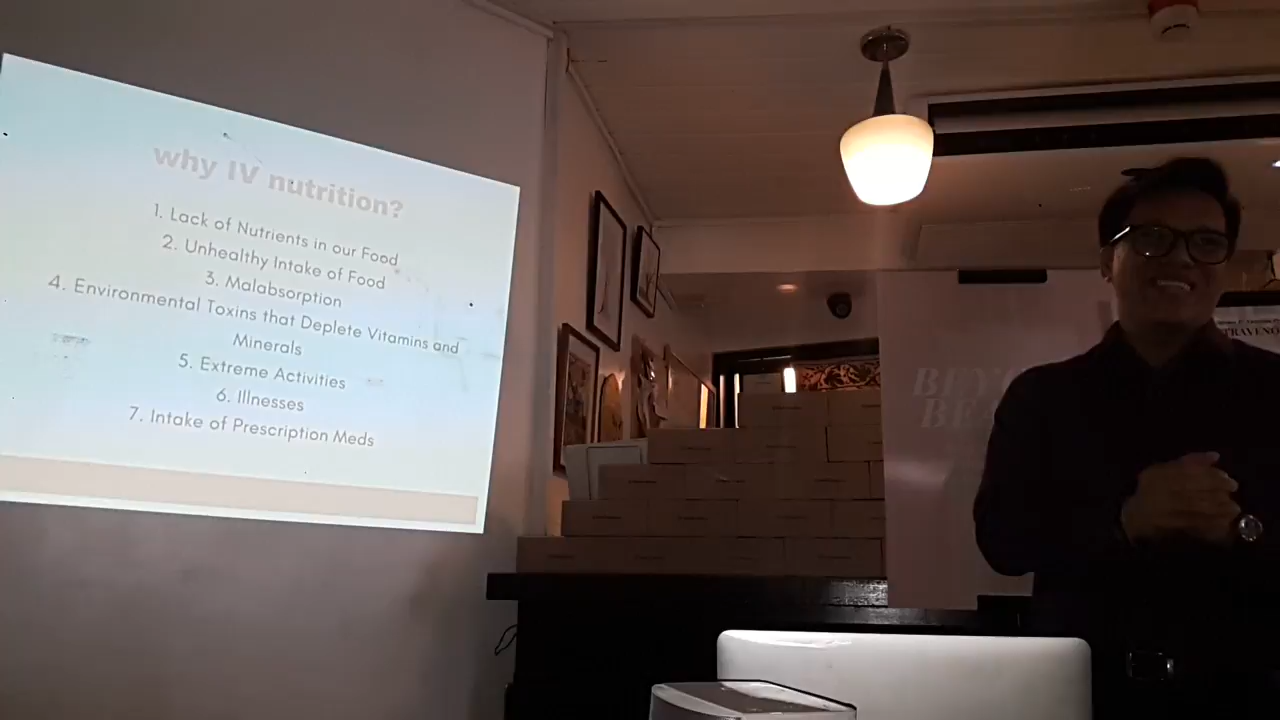 why IV nutrition?
1. Lack of Nutrients in our Food
2. Unhealthy Intake of Food
3. Malabsorption
4. Environmental Toxins that Deplete Vitamins and
Minerals
5. Extreme Activities
6. Illnesses
7. Intake of Prescription Meds